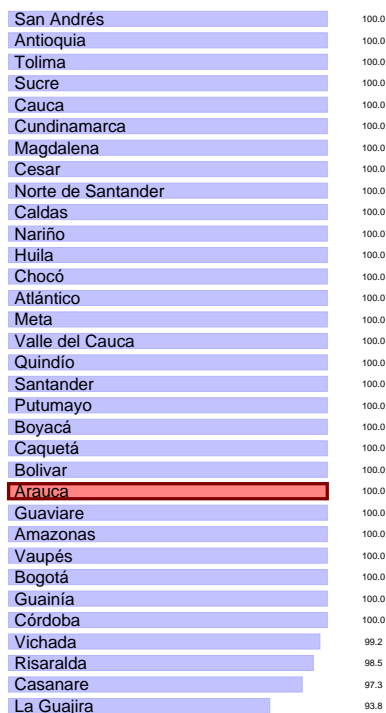 San Andrés 100.0
Antioquia 100.0
Tolima 100.0
Sucre 100.0
Cauca 100.0
Cundinamarca 100.0
Magdalena 100.0
Cesar 100.0
Norte de Santander 100.0
Caldas 100.0
Nariño 100.0
Huila 100.0
Chocó 100.0
Atlántico 100.0
Meta 100.0
Valle del Cauca 100.0
Quindío 100.0
Santander 100.0
Putumayo 100.0
Boyacá 100.0
Caquetá 100.0
Bolivar 100.0
Arauca 100.0
Guaviare 100.0
Amazonas 100.0
Vaupés 100.0
Bogotá 100.0
Guainía 100.0
Córdoba 100.0
Vichada 99.2
Risaralda 98.5
Casanare 97.3
La Guajira 93.8